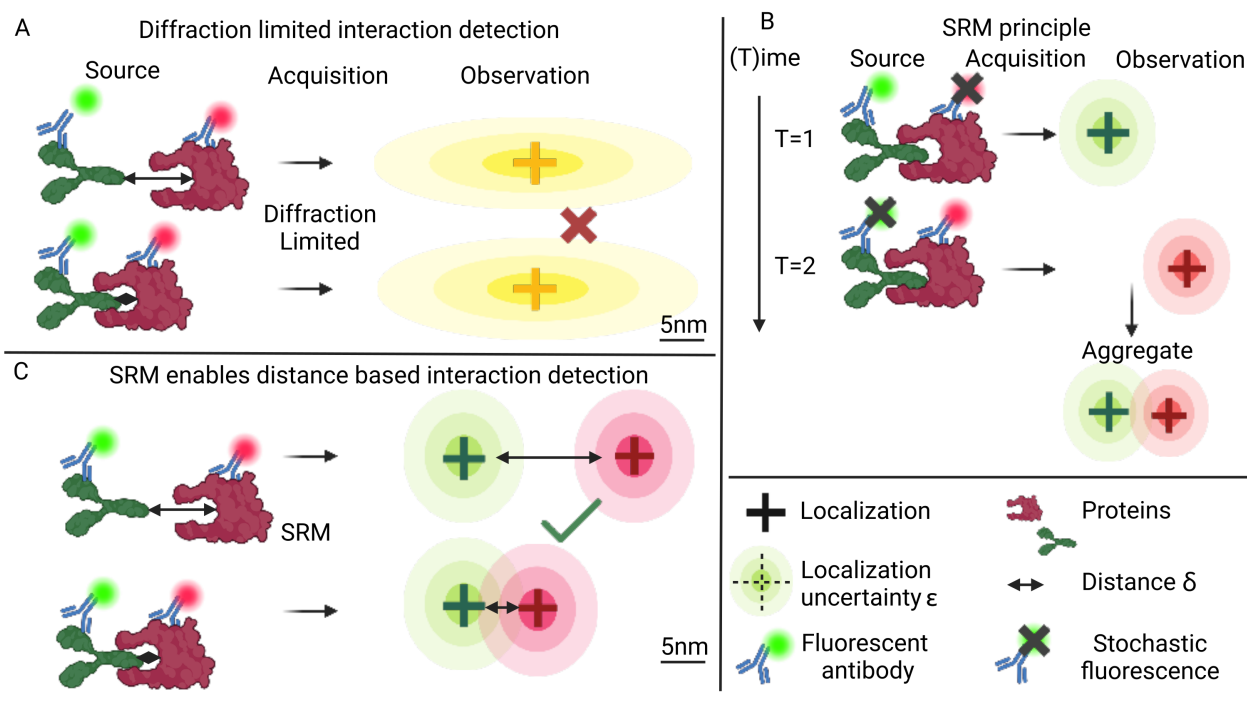 A
Diffraction limited interaction detection
Source
Acquisition
Observation
Diffraction
Limited
5nm
B
SRM principle
(T)ime
Source
Acquisition
Observation
T=1
T=2
Aggregate
C
SRM enables distance based interaction detection
SRM
5nm
Localization
Proteins
Localization
uncertainty ε
Distance δ
Fluorescent
antibody
Stochastic
fluorescence